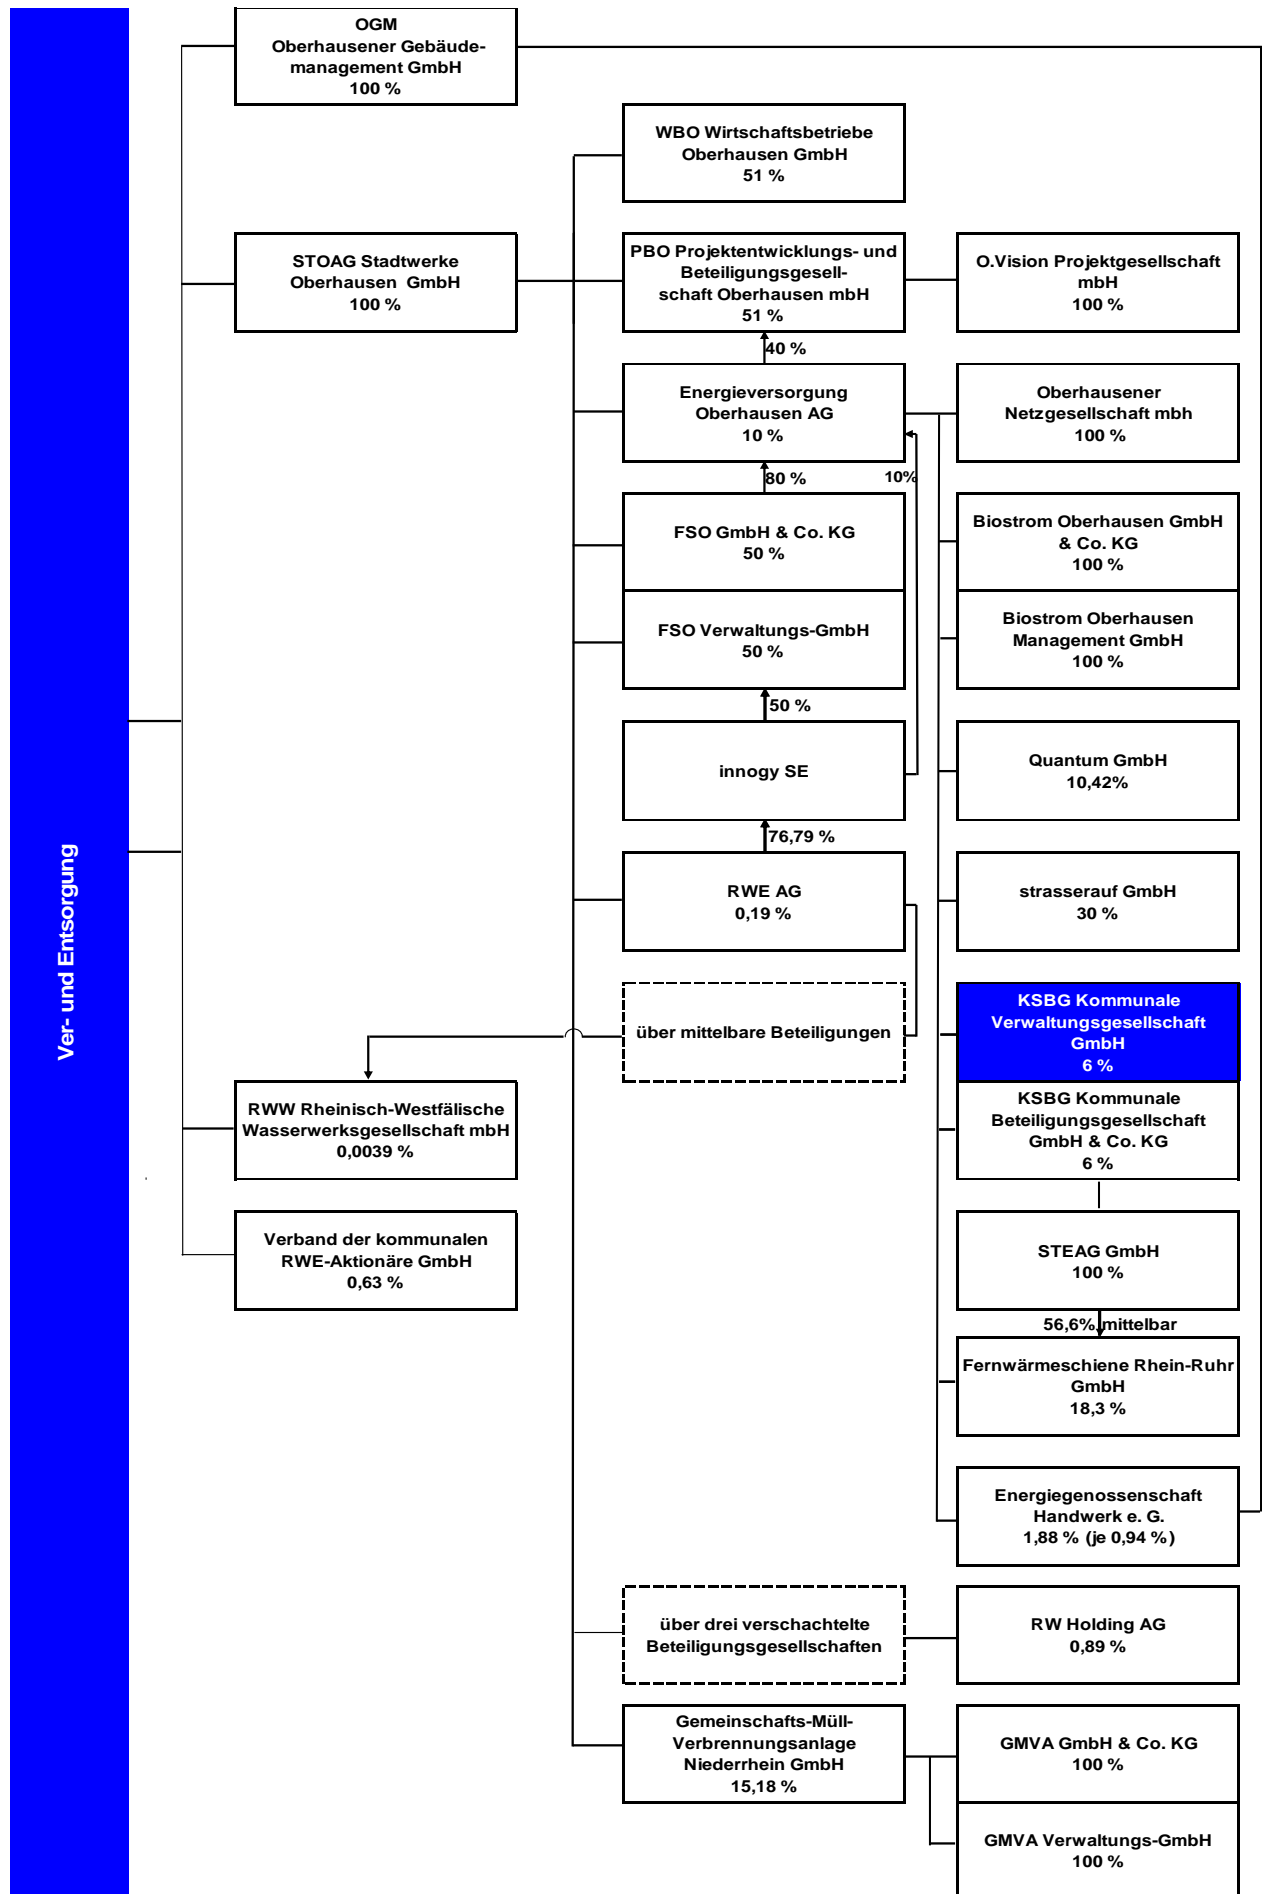 Ver- und Entsorgung
OGM
Oberhausener Gebäude-
management GmbH
100 %
WBO Wirtschaftsbetriebe
Oberhausen GmbH
51 %
STOAG Stadtwerke
Oberhausen GmbH
100 %
PBO Projektentwicklungs- und
Beteiligungsgesell-
schaft Oberhausen mbH
51 %
O.Vision Projektgesellschaft
mbH
100 %
40 %
Energieversorgung
Oberhausen AG
10 %
Oberhausener
Netzgesellschaft mbh
100 %
80 %
10%
FSO GmbH & Co. KG
50 %
Biostrom Oberhausen GmbH
& Co. KG
100 %
FSO Verwaltungs-GmbH
50 %
Biostrom Oberhausen
Management GmbH
100 %
50 %
innogy SE
Quantum GmbH
10,42%
76,79 %
RWE AG
0,19 %
strasserauf GmbH
30 %
über mittelbare Beteiligungen
KSBG Kommunale
Verwaltungsgesellschaft
GmbH
6 %
RWW Rheinisch-Westfälische
Wasserwerksgesellschaft mbH
0,0039 %
KSBG Kommunale
Beteiligungsgesellschaft
GmbH & Co. KG
6 %
Verband der kommunalen
RWE-Aktionäre GmbH
0,63 %
STEAG GmbH
100 %
56,6% mittelbar
Fernwärmeschiene Rhein-Ruhr
GmbH
18,3 %
Energiegenossenschaft
Handwerk e. G.
1,88 % (je 0,94 %)
über drei verschachtelte
Beteiligungsgesellschaften
RW Holding AG
0,89 %
Gemeinschafts-Müll-
Verbrennungsanlage
Niederrhein GmbH
15,18 %
GMVA GmbH & Co. KG
100 %
GMVA Verwaltungs-GmbH
100 %